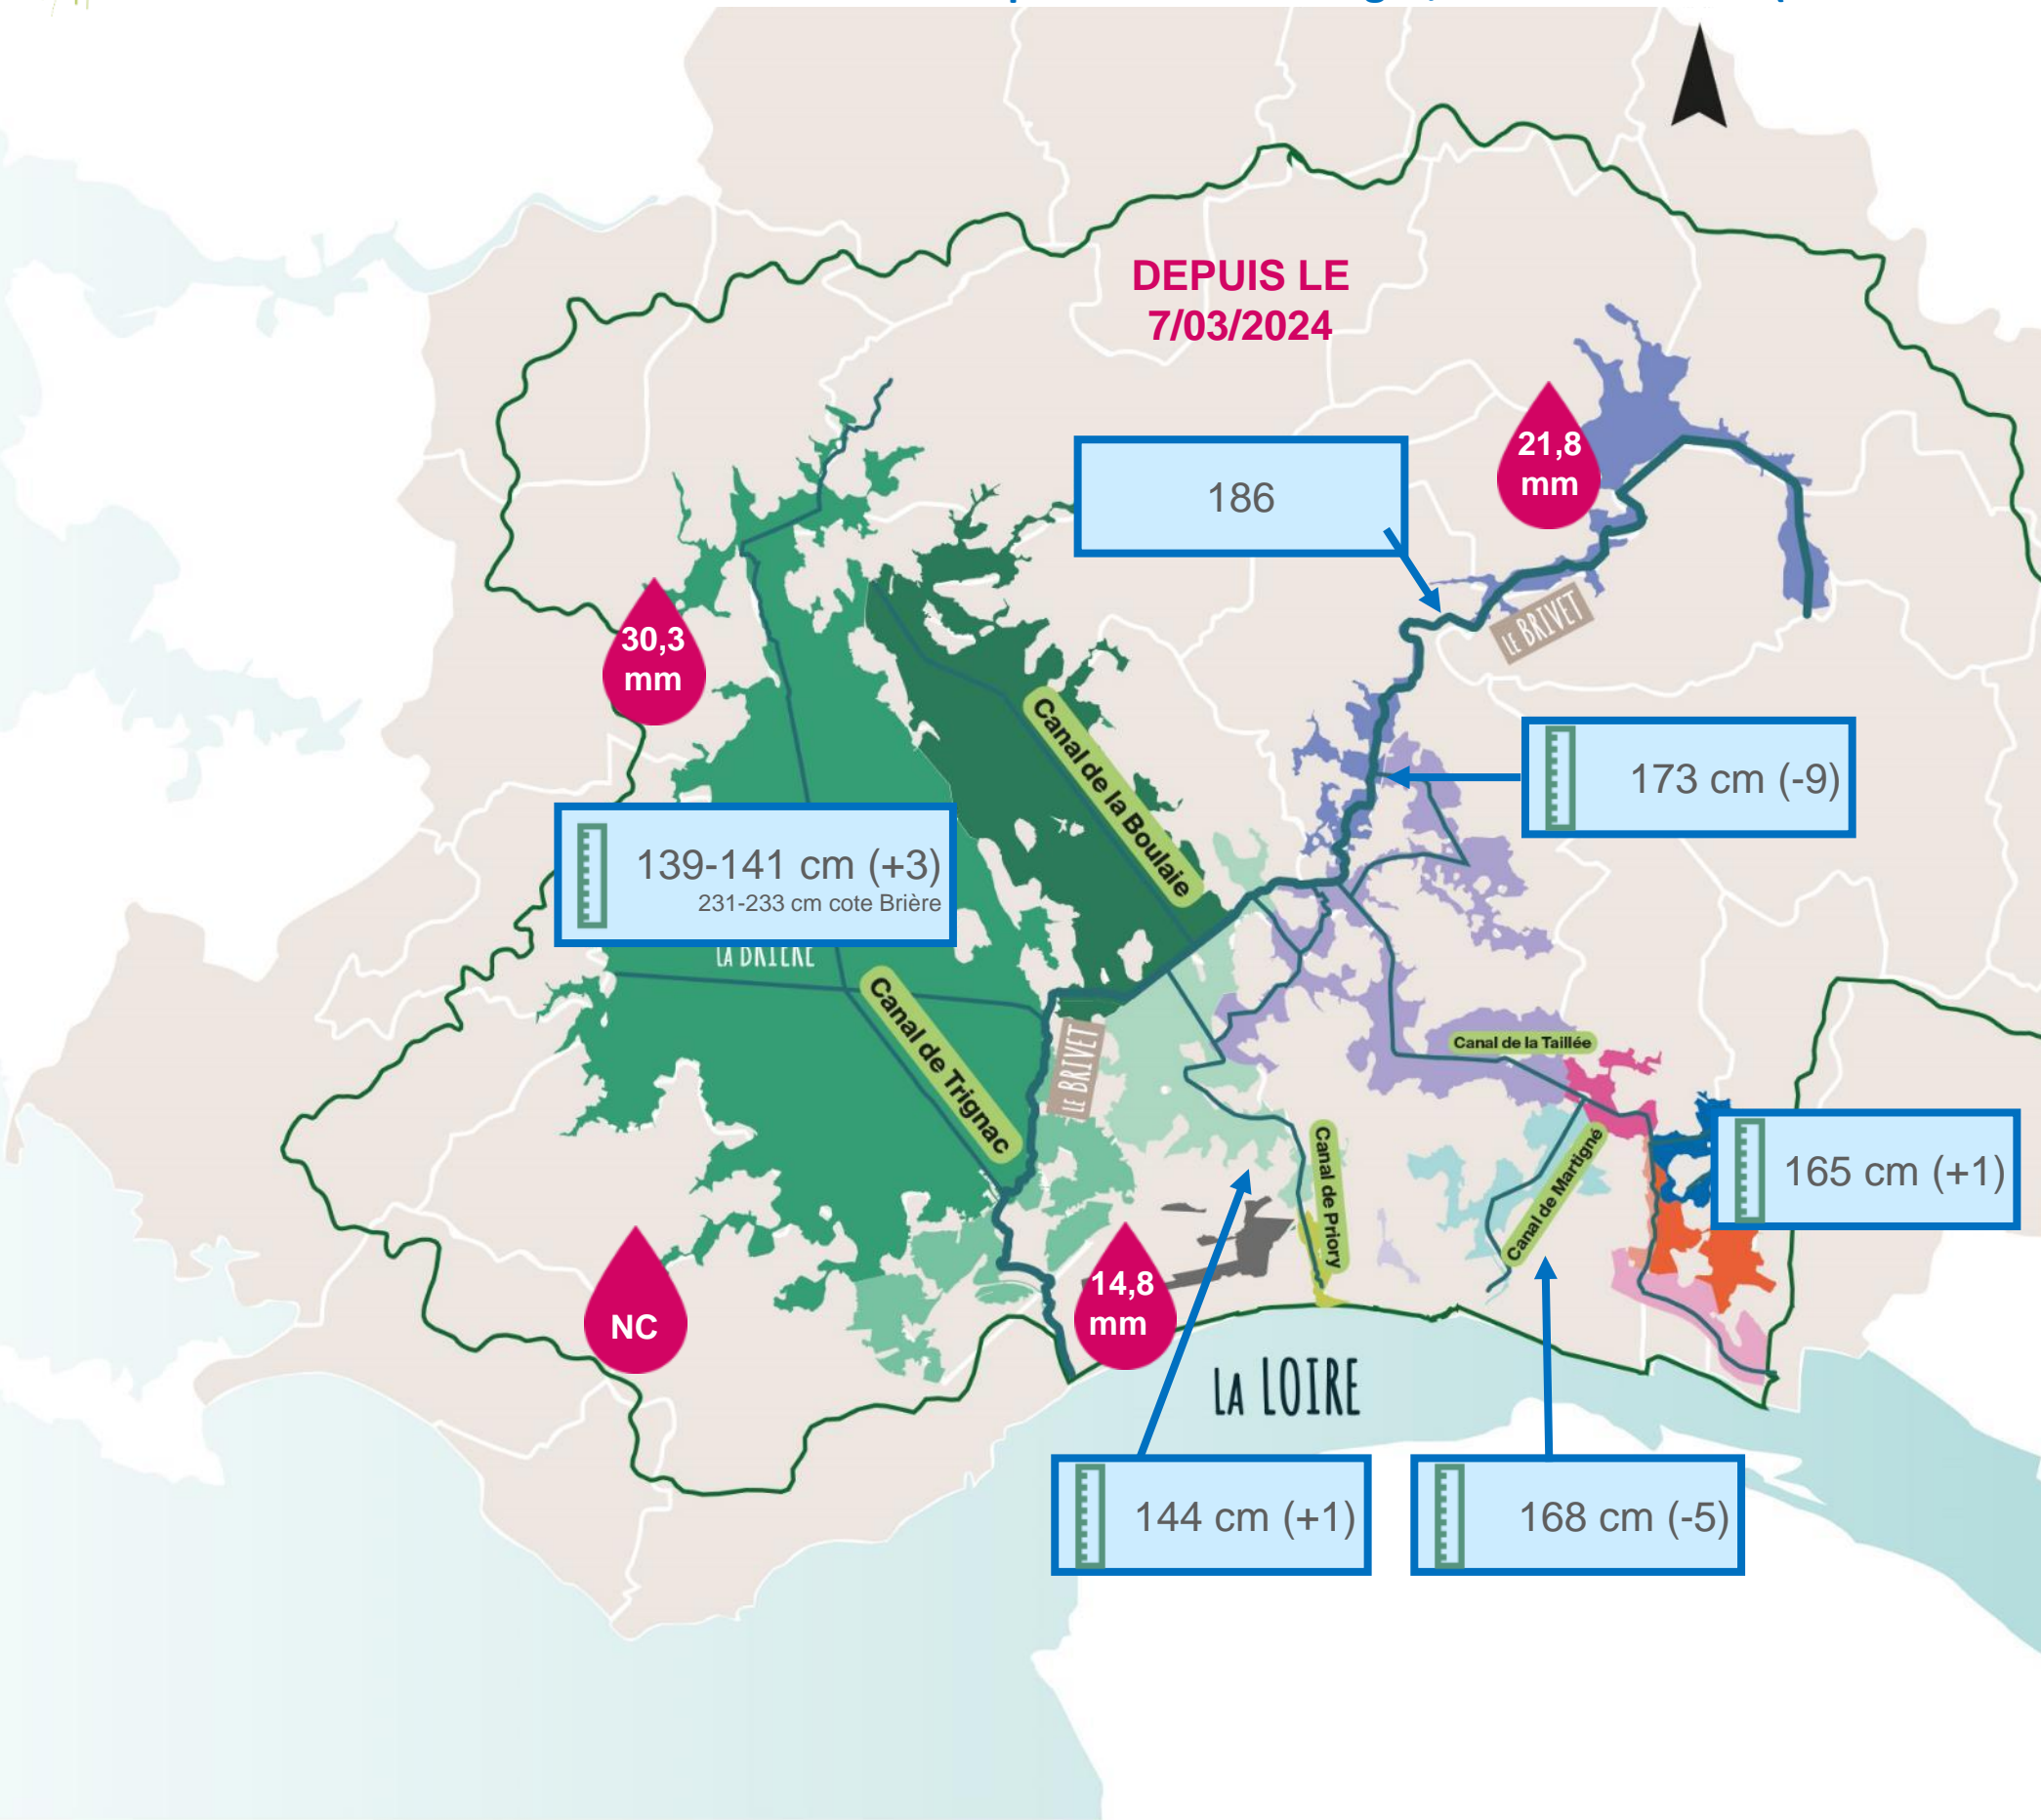 DEPUIS LE
7/03/2024
21,8
mm
186
LE BRIVET
30,3
mm
Canal de la Boulaie
173 cm (-9)
139-141 cm (+3)
231-233 cm cote Brière
LA BRIÈRE
Canal de Trignac
LE BRIVET
Canal de la Taillée
Canal de Priory
Canal de Martigné
165 cm (+1)
NC
14,8
mm
LA LOIRE
144 cm (+1)
168 cm (-5)